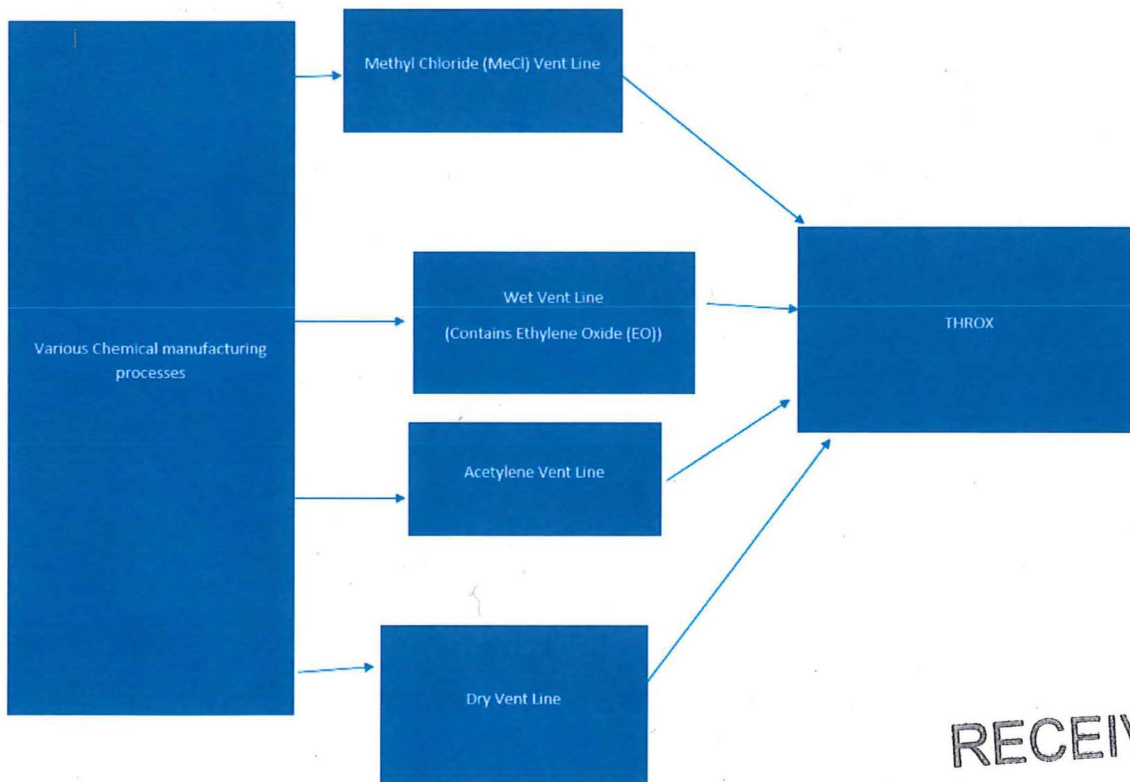 Methyl Chloride (MeCl) Vent Line
Wet Vent Line
(Contains Ethylene Oxide (EO))
THROX
Various Chemical manufacturing
processes
Acetylene Vent Line
Dry Vent Line
RECEIV